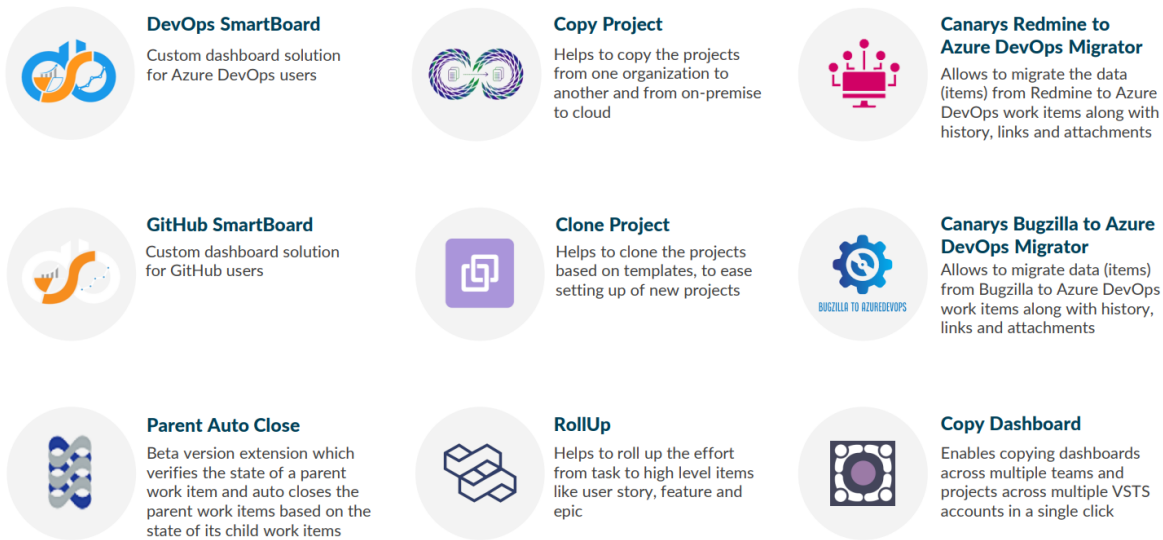 DevOps SmartBoard
Custom dashboard solution
for Azure DevOps users
Copy Project
Helps to copy the projects
from one organization to
another and from on-premise
to cloud
Canarys Redmine to
Azure DevOps Migrator
Allows to migrate the data
(items) from Redmine to Azure
DevOps work items along with
history, links and attachments
GitHub SmartBoard
Custom dashboard solution
for GitHub users
Clone Project
Helps to clone the projects
based on templates, to ease
setting up of new projects
BUGZILLA TO AZUREDEVOPS
Canarys Bugzilla to Azure
DevOps Migrator
Allows to migrate data (items)
from Bugzilla to Azure DevOps
work items along with history,
links and attachments
Parent Auto Close
Beta version extension which
verifies the state of a parent
work item and auto closes the
parent work items based on the
state of its child work items
RollUp
Helps to roll up the effort
from task to high level items
like user story, feature and
epic
Copy Dashboard
Enables copying dashboards
across multiple teams and
projects across multiple VSTS
accounts in a single click